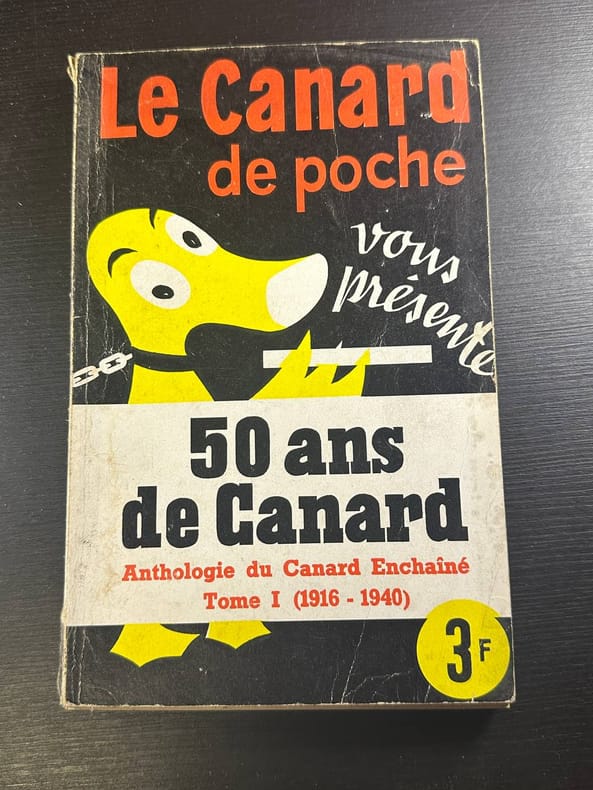 Le Canard
de poche
vous
présente
50 ans
de Canard
Anthologie du Canard Enchaîné
Tome I (1916 - 1940)
3F